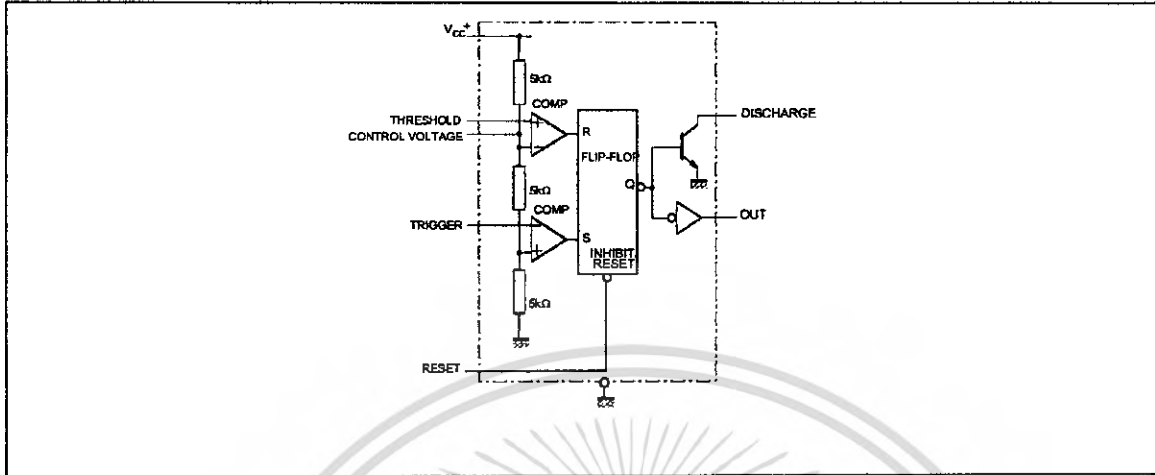 Vcc+
5kΩ
COMP
THRESHOLD
CONTROL VOLTAGE
+
−
R
FLIP-FLOP
DISCHARGE
5kΩ
Q
COMP
TRIGGER
−
+
S
OUT
INHIBIT/
RESET
5kΩ
RESET